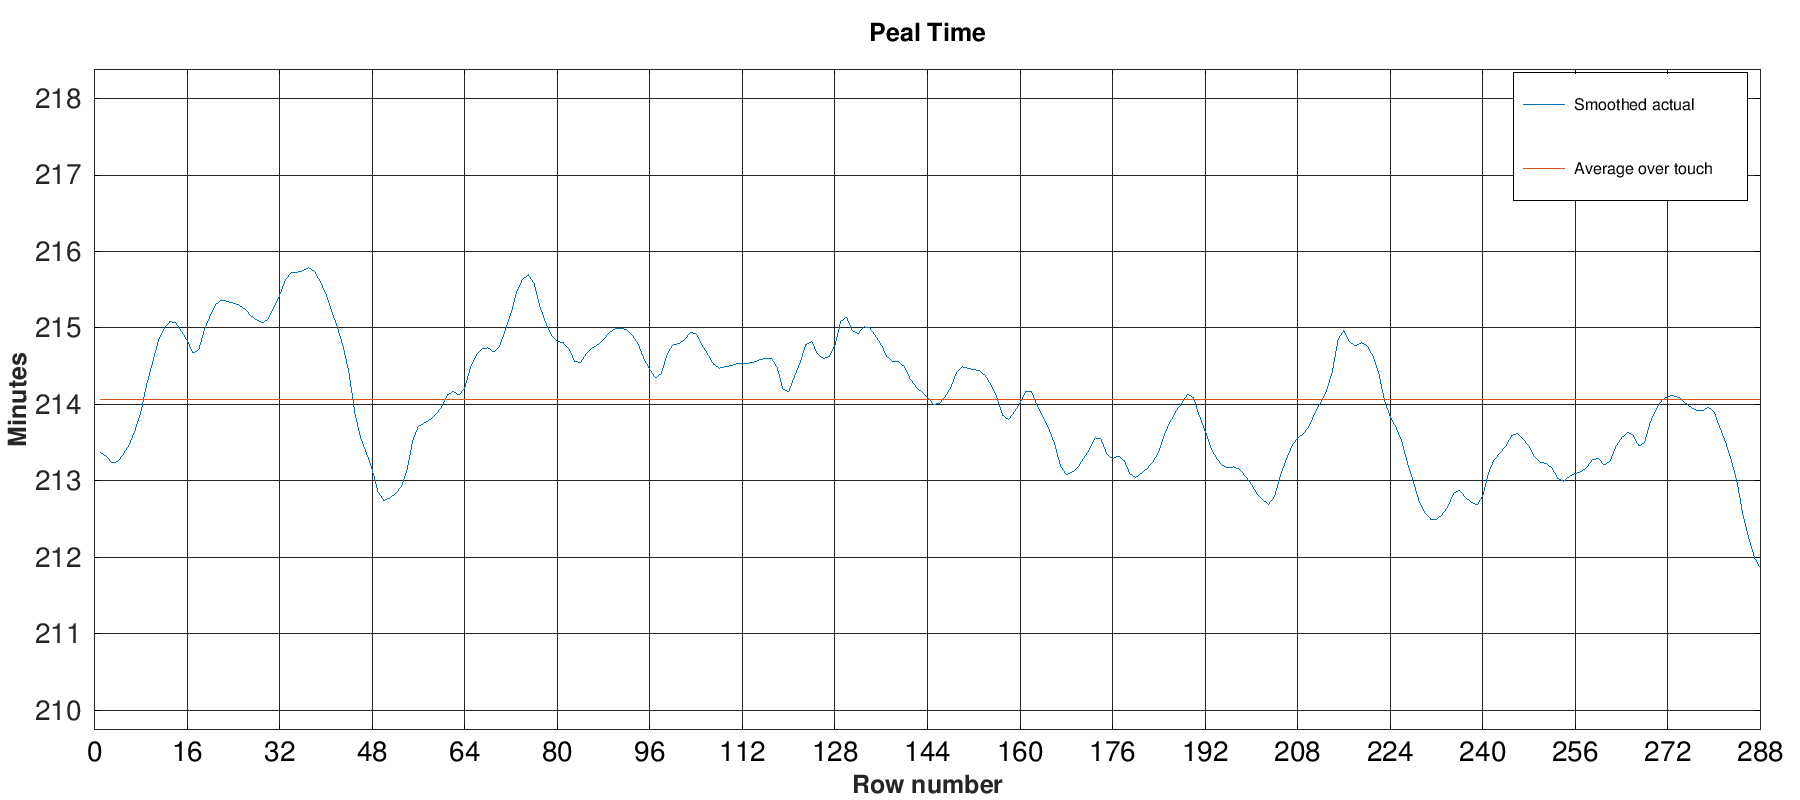 Peal Time
Smoothed actual
Average over touch
218
217
216
215
214
213
212
211
210
Minutes
0 16 32 48 64 80 96 112 128 144 160 176 192 208 224 240 256 272 288
Row number